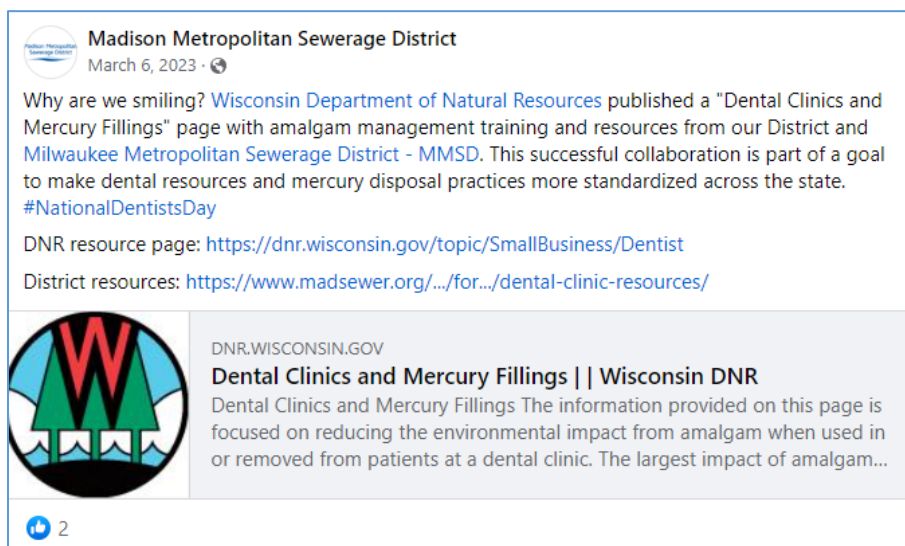 Madison Metropolitan Sewerage District
March 6, 2023 ·
Why are we smiling? Wisconsin Department of Natural Resources published a "Dental Clinics and
Mercury Fillings" page with amalgam management training and resources from our District and
Milwaukee Metropolitan Sewerage District - MMSD. This successful collaboration is part of a goal
to make dental resources and mercury disposal practices more standardized across the state.
#NationalDentistsDay
DNR resource page: https://dnr.wisconsin.gov/topic/SmallBusiness/Dentist
District resources: https://www.madsewer.org/.../for.../dental-clinic-resources/
W
DNR.WISCONSIN.GOV
Dental Clinics and Mercury Fillings | | Wisconsin DNR
Dental Clinics and Mercury Fillings The information provided on this page is
focused on reducing the environmental impact from amalgam when used in
or removed from patients at a dental clinic. The largest impact of amalgam...
2